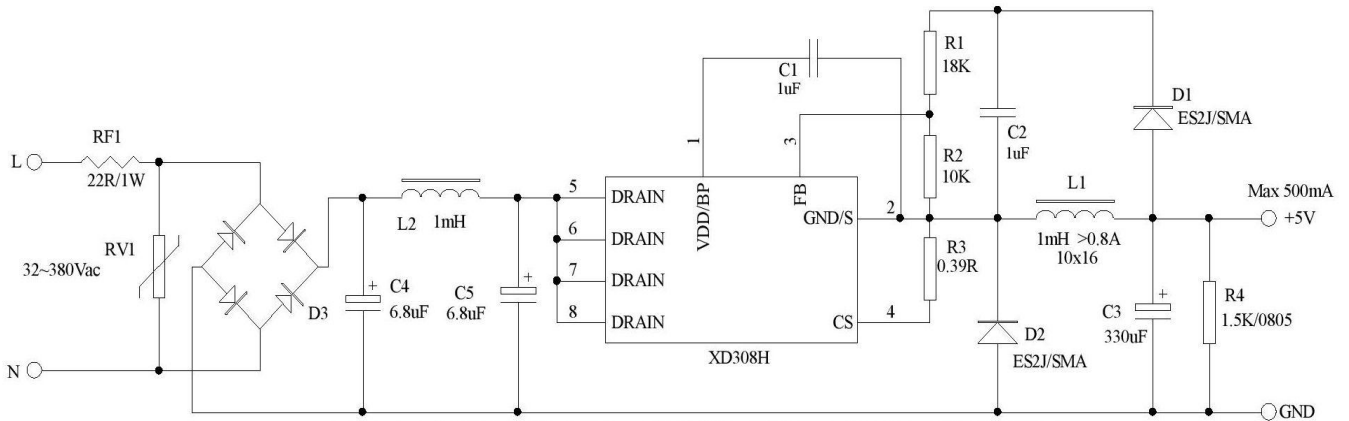 R1
18K
C1
1uF
D1
ES2J/SMA
RF1
22R/1W
L
1
3
C2
1uF
R2
10K
L1
Max 500mA
+5V
5
DRAIN
VDD/BP
FB
GND/S
2
L2
1mH
1mH >0.8A
10x16
6
DRAIN
RV1
32~380Vac
R3
0.39R
7
DRAIN
C4
6.8uF
+
C5
6.8uF
+
D3
8
DRAIN
CS
4
C3
330uF
+
R4
1.5K/0805
D2
ES2J/SMA
XD308H
N
GND